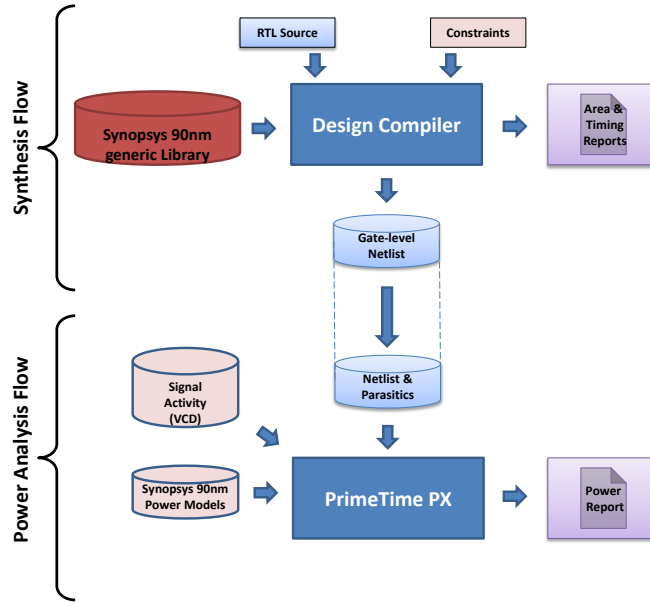 Synthesis Flow
RTL Source
Constraints
Synopsys 90nm
generic Library
Design Compiler
Area &
Timing
Reports
Gate-level
Netlist
Power Analysis Flow
Netlist &
Parasitics
Signal
Activity
(VCD)
Synopsys 90nm
Power Models
PrimeTime PX
Power
Report